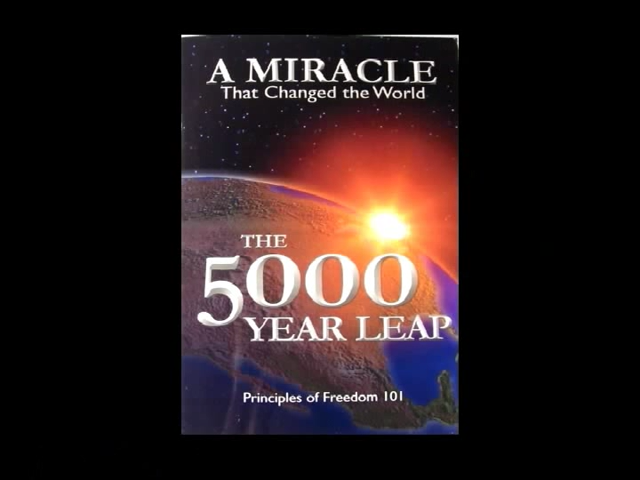 A MIRACLE
That Changed the World
THE
5000
YEAR LEAP
Principles of Freedom 101